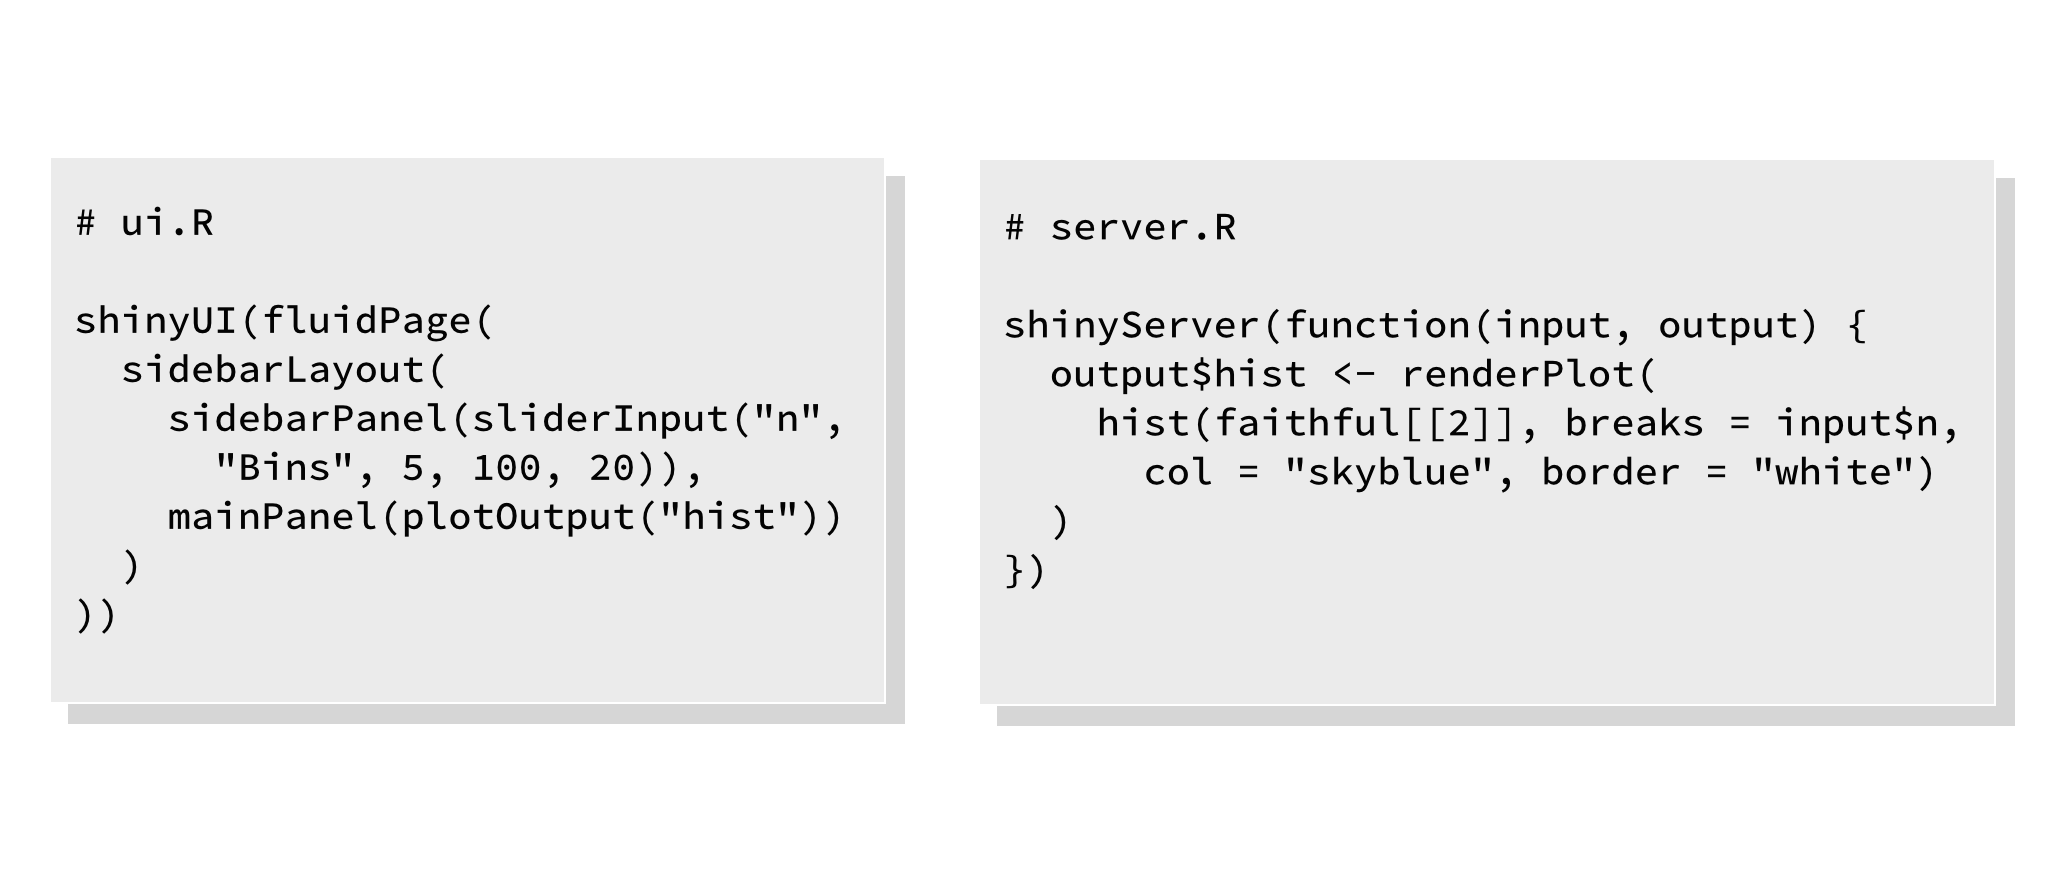 # ui.R

shinyUI(fluidPage(
  sidebarLayout(
    sidebarPanel(sliderInput("n",
      "Bins", 5, 100, 20)),
    mainPanel(plotOutput("hist"))
  )
))

# server.R

shinyServer(function(input, output) {
  output$hist <- renderPlot(
    hist(faithful[[2]], breaks = input$n,
      col = "skyblue", border = "white")
  )
})